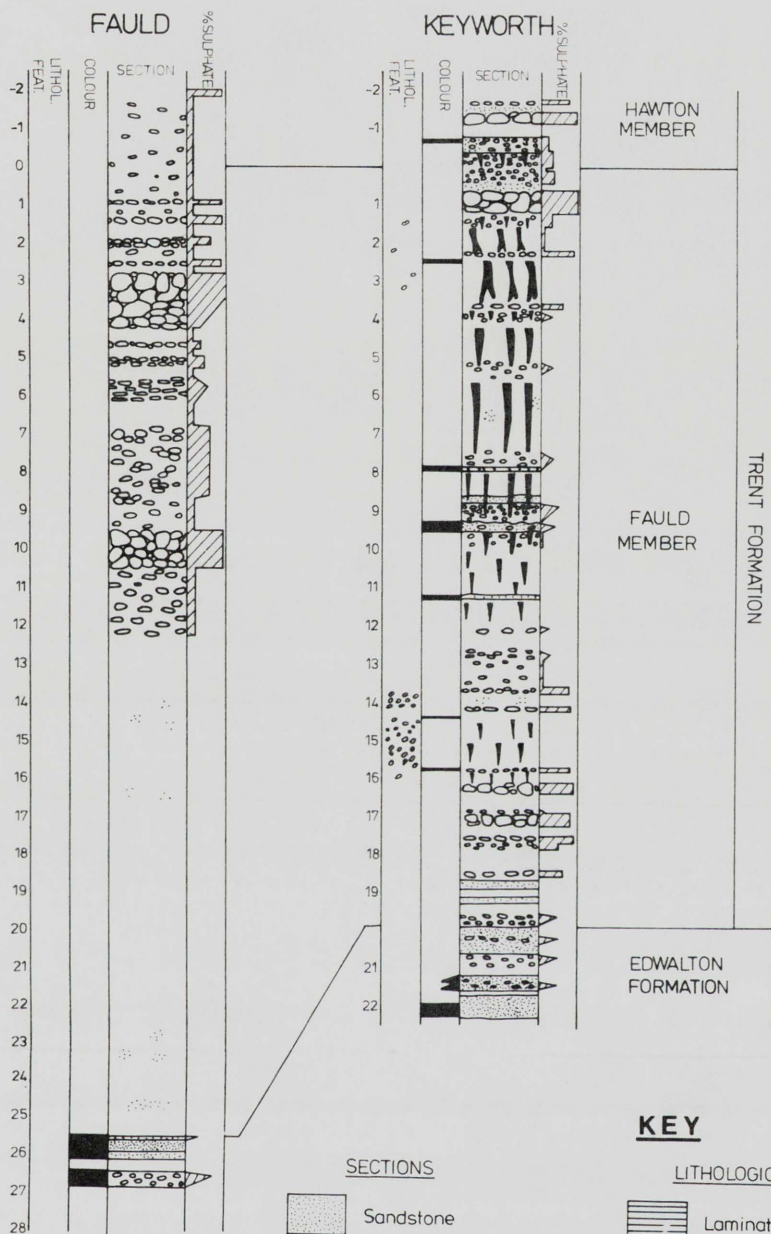 FAULD
KEYWORTH
LITHOL. FEAT.
COLOUR
SECTION
%SULPHATE
LITHOL. FEAT.
COLOUR
SECTION
%SULPHATE
-2
-1
0
1
2
3
4
5
6
7
8
9
10
11
12
13
14
15
16
17
18
19
20
21
22
23
24
25
26
27
28
-2
-1
0
1
2
3
4
5
6
7
8
9
10
11
12
13
14
15
16
17
18
19
20
21
22
HAWTON
MEMBER
FAULD
MEMBER
TRENT FORMATION
EDWALTON
FORMATION
KEY
SECTIONS
LITHOLOGIC
Sandstone
Laminat